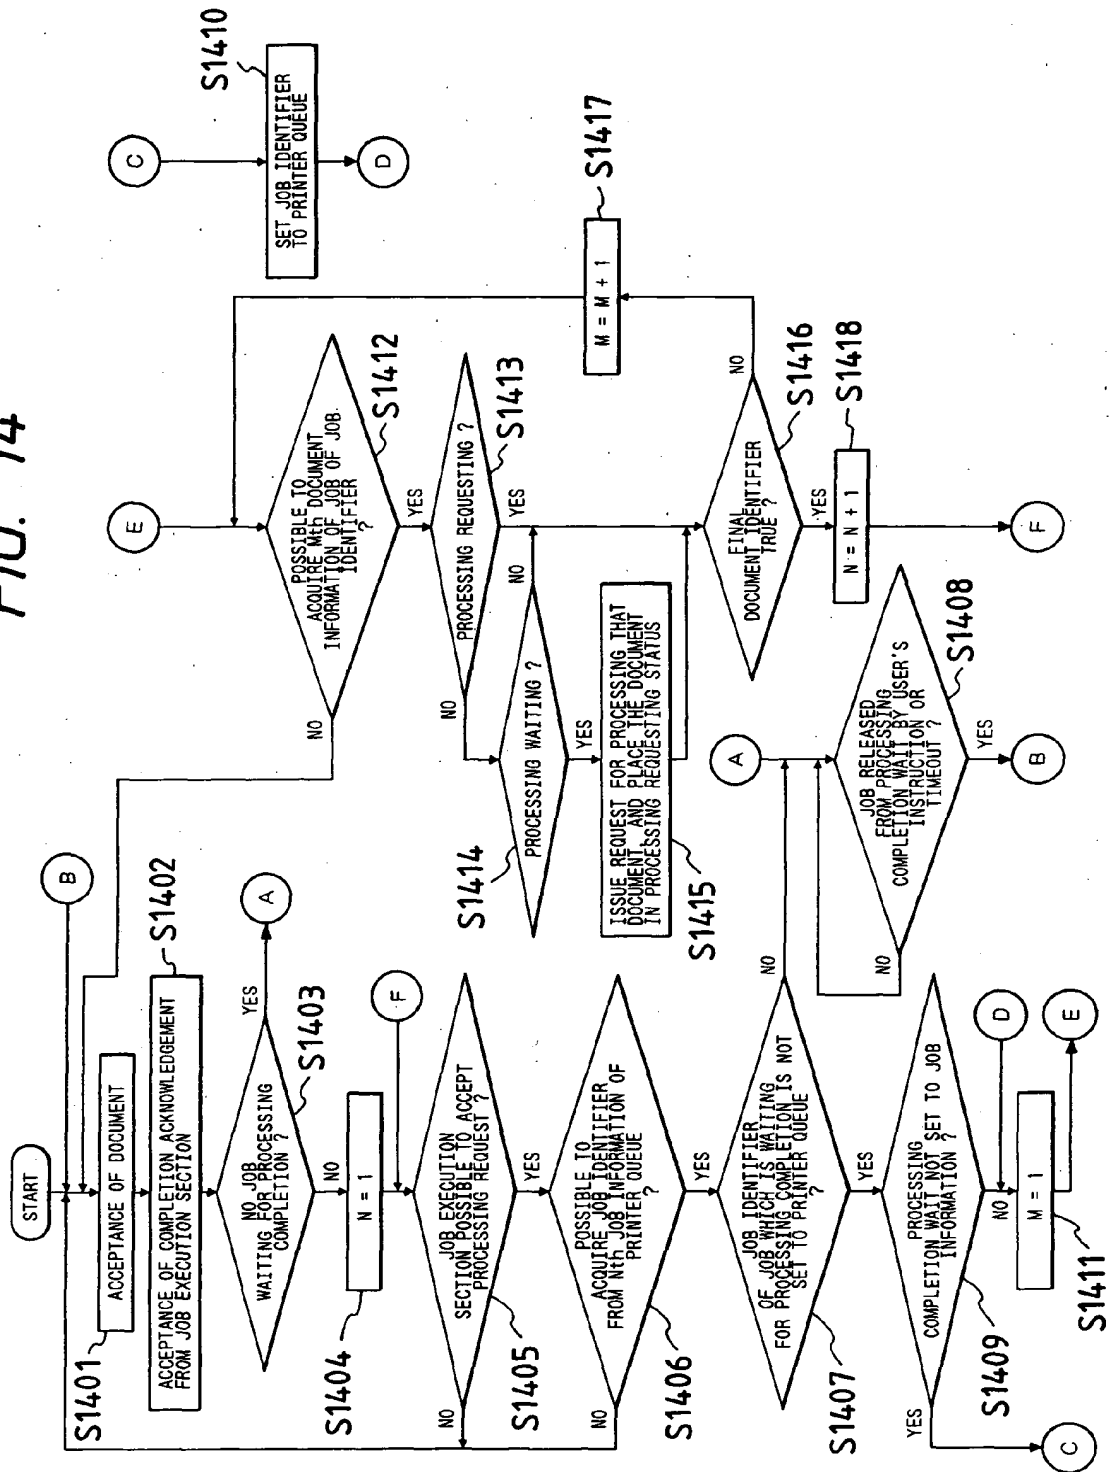 FIG. 14
START
B
S1401
ACCEPTANCE OF DOCUMENT
S1402
ACCEPTANCE OF COMPLETION ACKNOWLEDGEMENT
FROM JOB EXECUTION SECTION
NO JOB
WAITING FOR PROCESSING
COMPLETION ?
S1403
YES
A
NO
S1404
N = 1
F
JOB EXECUTION
SECTION POSSIBLE TO ACCEPT
PROCESSING REQUEST ?
S1405
NO
YES
POSSIBLE TO
ACQUIRE JOB IDENTIFIER
FROM Nth JOB INFORMATION OF
PRINTER QUEUE
?
S1406
NO
YES
JOB IDENTIFIER
OF JOB WHICH IS WAITING
FOR PROCESSING COMPLETION IS NOT
SET TO PRINTER QUEUE
?
S1407
NO
YES
PROCESSING
COMPLETION WAIT NOT SET TO JOB
INFORMATION ?
S1409
YES
C
NO
D
M = 1
S1411
E
E
POSSIBLE TO
ACQUIRE Mth DOCUMENT
INFORMATION OF JOB OF JOB.
IDENTIFIER
?
S1412
NO
YES
PROCESSING REQUESTING ?
S1413
NO
YES
S1414
PROCESSING WAITING ?
NO
YES
ISSUE REQUEST FOR PROCESSING THAT
DOCUMENT, AND PLACE THE DOCUMENT
IN PROCESSING REQUESTING STATUS
S1415
FINAL
DOCUMENT IDENTIFIER
TRUE ?
S1416
NO
M = M + 1
S1417
YES
N = N + 1
S1418
F
A
JOB RELEASED
FROM PROCESSING
COMPLETION WAIT BY USER'S
INSTRUCTION OR
TIMEOUT ?
S1408
NO
YES
B
C
SET JOB IDENTIFIER
TO PRINTER QUEUE
S1410
D